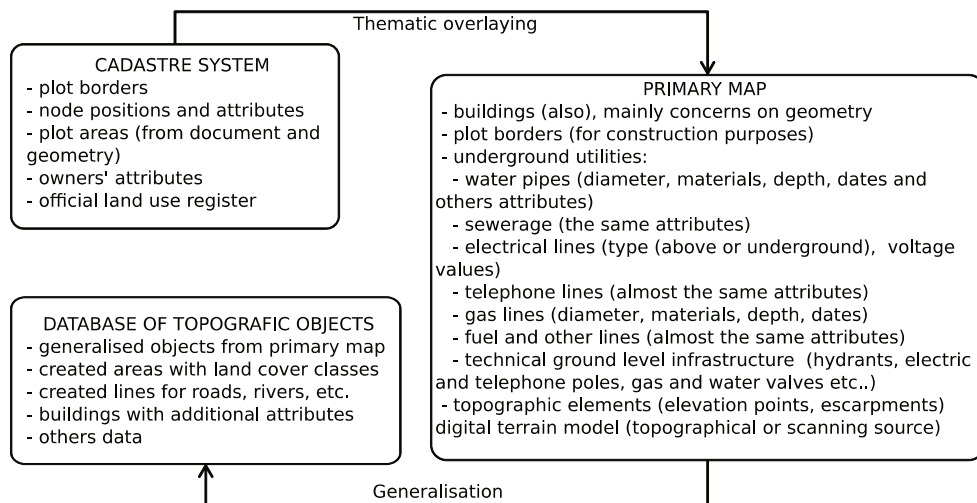 Thematic overlaying
CADASTRE SYSTEM
- plot borders
- node positions and attributes
- plot areas (from document and
geometry)
- owners' attributes
- official land use register
PRIMARY MAP
- buildings (also), mainly concerns on geometry
- plot borders (for construction purposes)
- underground utilities:
- water pipes (diameter, materials, depth, dates and
others attributes)
- sewerage (the same attributes)
- electrical lines (type (above or underground), voltage
values)
- telephone lines (almost the same attributes)
- gas lines (diameter, materials, depth, dates)
- fuel and other lines (almost the same attributes)
- technical ground level infrastructure (hydrants, electric
and telephone poles, gas and water valves etc..)
- topographic elements (elevation points, escarpments)
digital terrain model (topographical or scanning source)
DATABASE OF TOPOGRAFIC OBJECTS
- generalised objects from primary map
- created areas with land cover classes
- created lines for roads, rivers, etc.
- buildings with additional attributes
- others data
Generalisation